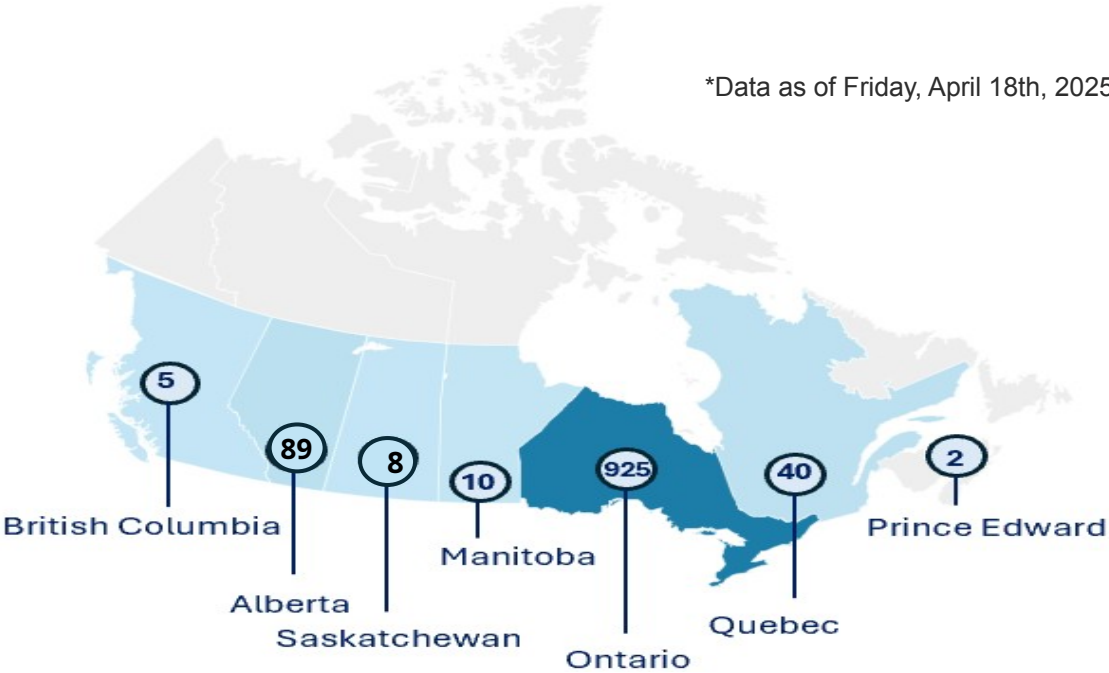 *Data as of Friday, April 18th, 2025
5
89
8
10
925
40
2
British Columbia
Prince Edward
Manitoba
Alberta
Quebec
Saskatchewan
Ontario